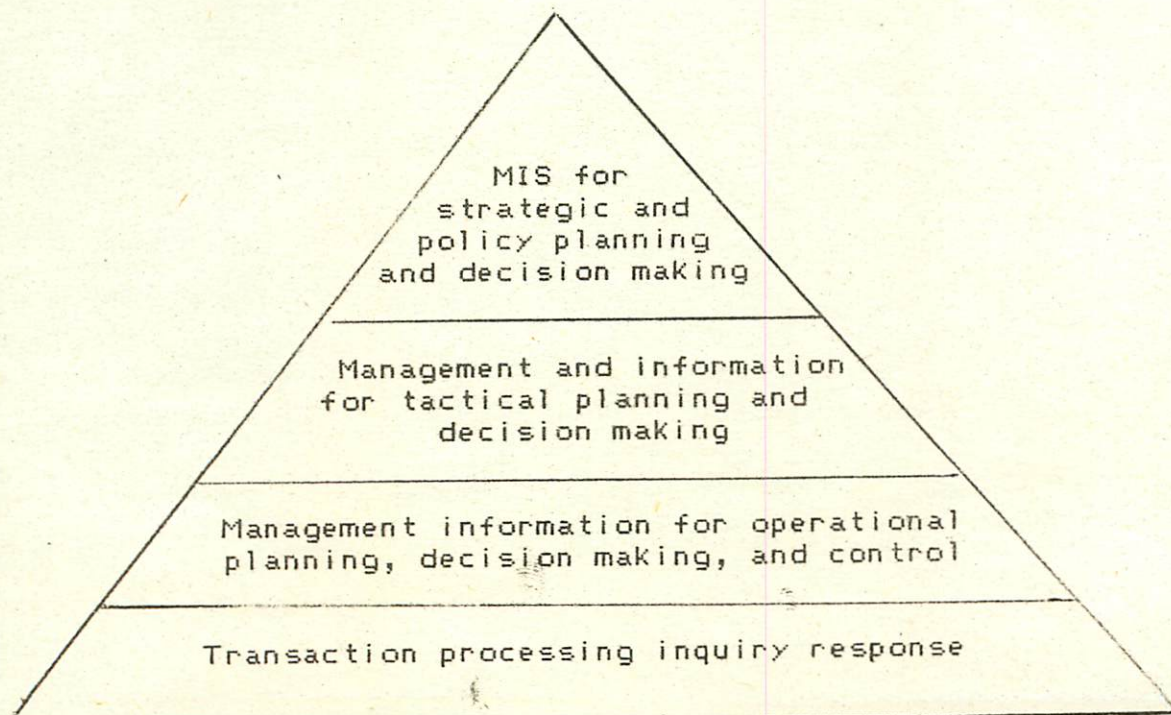 MIS for
strategic and
policy planning
and decision making
Management and information
for tactical planning and
decision making
Management information for operational
planning, decision making, and control
Transaction processing inquiry response